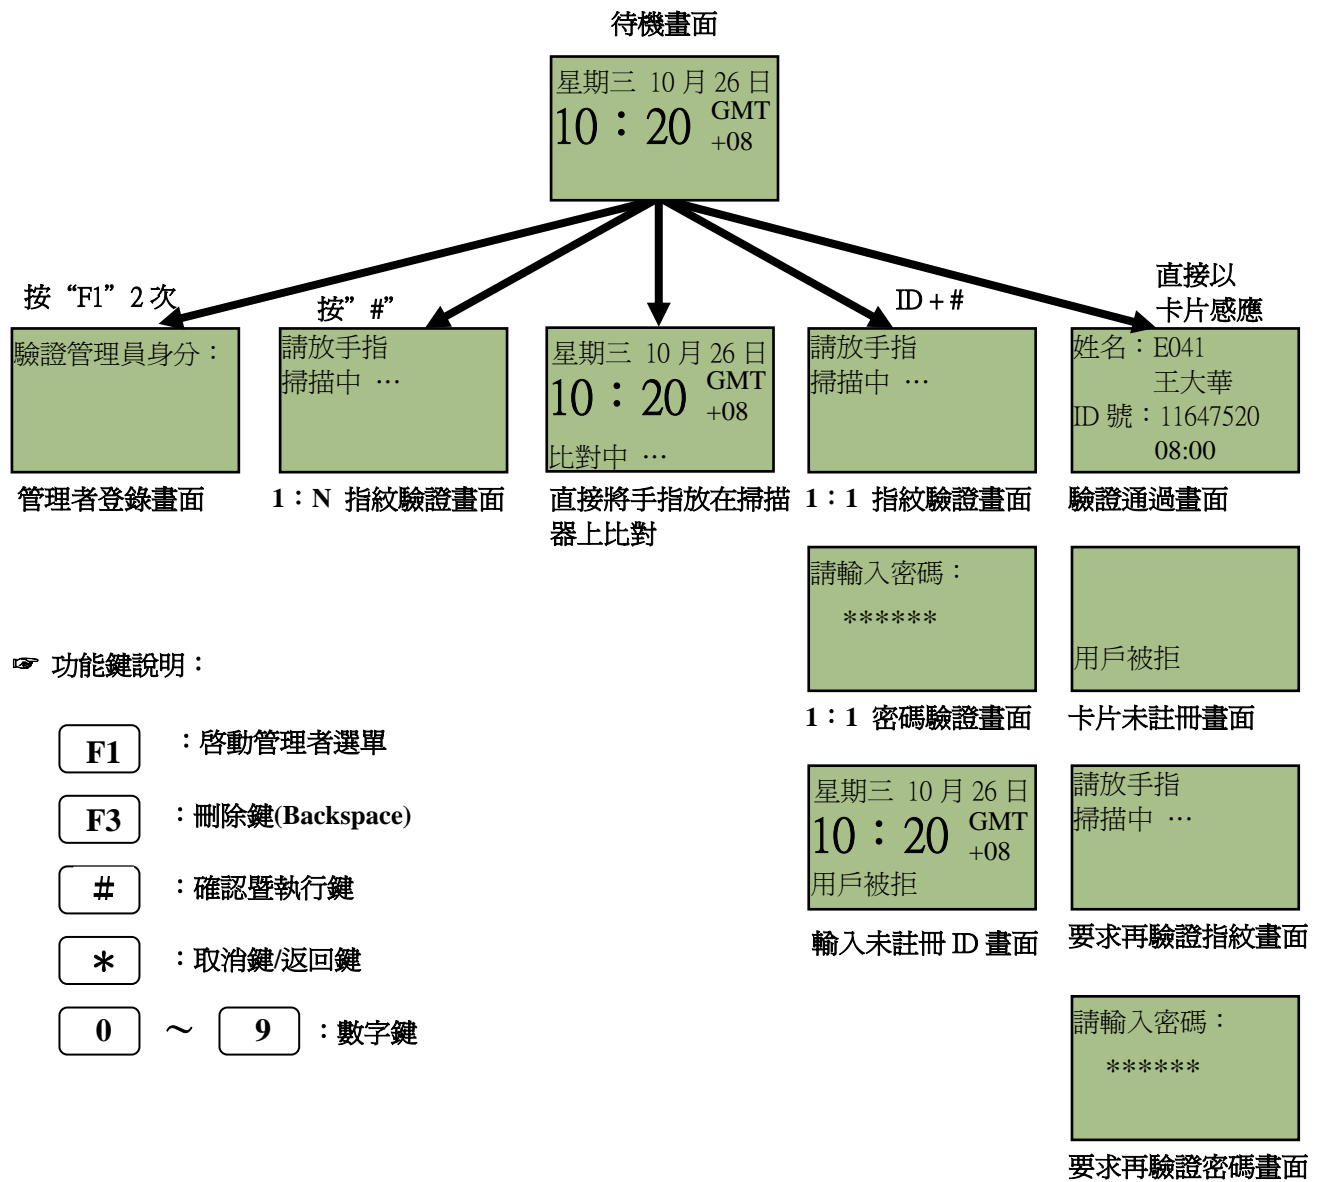 待機畫面
星期三 10 月 26 日
10：20 GMT +08
按“F1”2 次
按” #”
ID + #
直接以
卡片感應
驗證管理員身分：
管理者登錄畫面
請放手指
掃描中 …
1：N 指紋驗證畫面
星期三 10 月 26 日
10：20 GMT +08
比對中 …
直接將手指放在掃描
器上比對
請放手指
掃描中 …
1：1 指紋驗證畫面
姓名：E041
王大華
ID 號：11647520
08:00
驗證通過畫面
請輸入密碼：
******
1：1 密碼驗證畫面
用戶被拒
卡片未註冊畫面
星期三 10 月 26 日
10：20 GMT +08
用戶被拒
輸入未註冊 ID 畫面
請放手指
掃描中 …
要求再驗證指紋畫面
請輸入密碼：
******
要求再驗證密碼畫面
☞ 功能鍵說明：
F1 ：啓動管理者選單
F3 ：刪除鍵(Backspace)
# ：確認暨執行鍵
* ：取消鍵/返回鍵
0 ～ 9 ：數字鍵